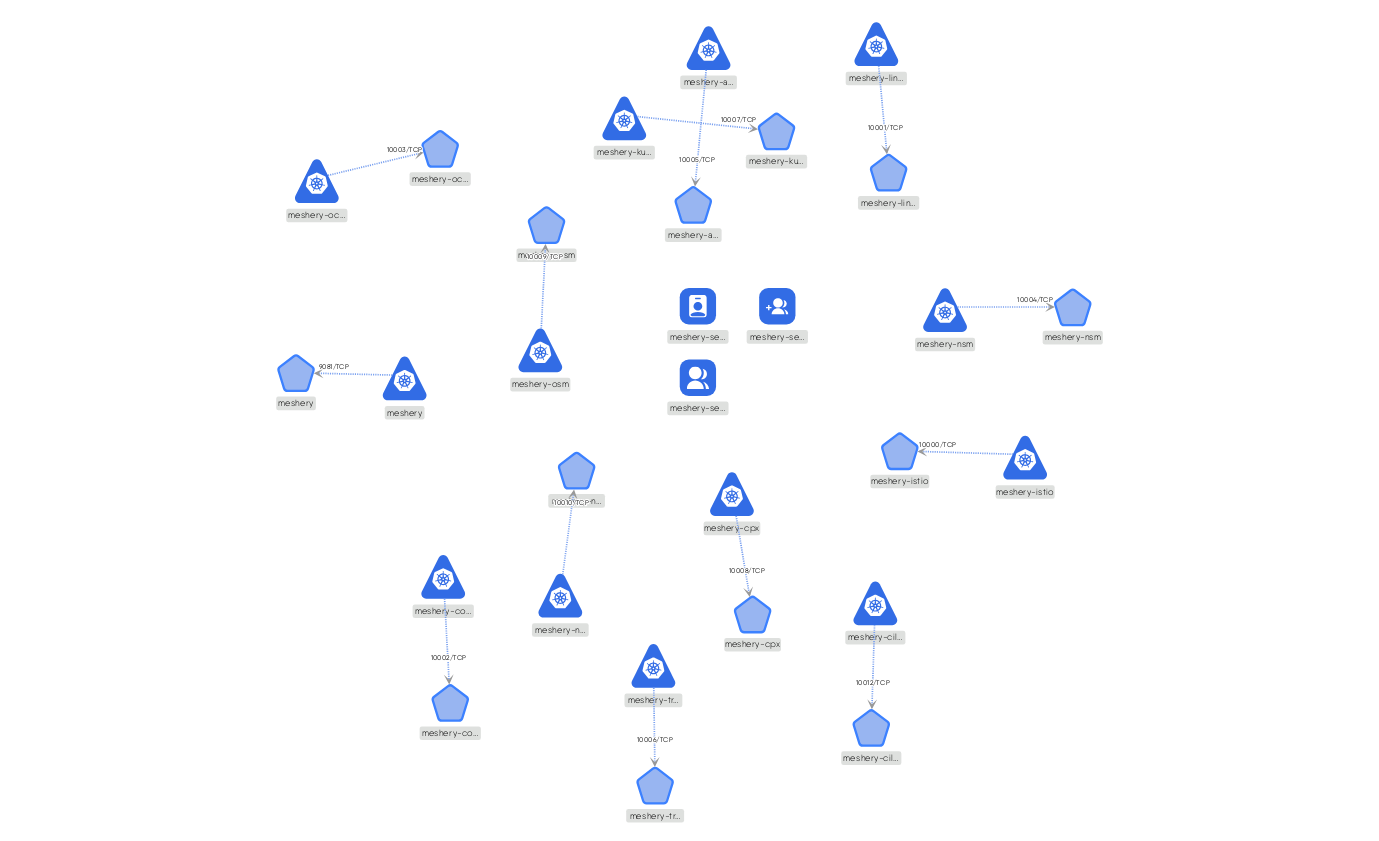 meshery-a...
meshery-lin...
10007/TCP
meshery-ku...
meshery-ku...
10001/TCP
10003/TCP
10005/TCP
meshery-oc...
meshery-lin...
meshery-oc...
meshery-a...
10009/TCP
10004/TCP
meshery-se...
meshery-se...
meshery-nsm
meshery-nsm
9081/TCP
meshery-osm
meshery
meshery
meshery-se...
10000/TCP
meshery-istio
meshery-istio
10010/TCP
meshery-cpx
10008/TCP
meshery-co...
meshery-n...
meshery-cil...
meshery-cpx
10002/TCP
10012/TCP
meshery-tr...
meshery-co...
10006/TCP
meshery-cil...
meshery-tr...